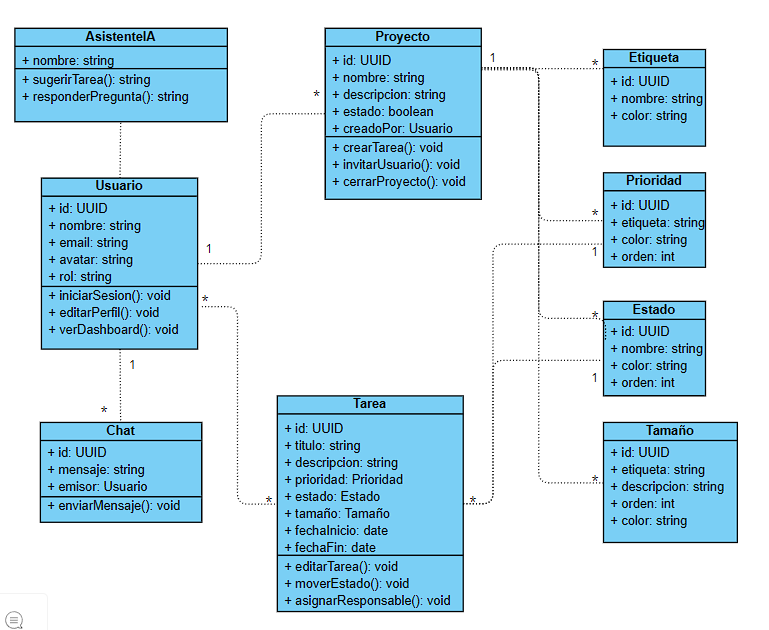 AsistenteIA
+ nombre: string
+ sugerirTarea(): string
+ responderPregunta(): string
Proyecto
+ id: UUID
+ nombre: string
+ descripcion: string
+ estado: boolean
+ creadoPor: Usuario
+ crearTarea(): void
+ invitarUsuario(): void
+ cerrarProyecto(): void
1
*
*
Etiqueta
+ id: UUID
+ nombre: string
+ color: string
Usuario
+ id: UUID
+ nombre: string
+ email: string
+ avatar: string
+ rol: string
+ iniciarSesion(): void
+ editarPerfil(): void
+ verDashboard(): void
1
*
1
*
Prioridad
+ id: UUID
+ etiqueta: string
+ color: string
+ orden: int
*
1
Estado
+ id: UUID
+ nombre: string
+ color: string
+ orden: int
*
1
Chat
+ id: UUID
+ mensaje: string
+ emisor: Usuario
+ enviarMensaje(): void
Tarea
+ id: UUID
+ titulo: string
+ descripcion: string
+ prioridad: Prioridad
+ estado: Estado
+ tamaño: Tamaño
+ fechaInicio: date
+ fechaFin: date
+ editarTarea(): void
+ moverEstado(): void
+ asignarResponsable(): void
*
*
*
Tamaño
+ id: UUID
+ etiqueta: string
+ descripcion: string
+ orden: int
+ color: string